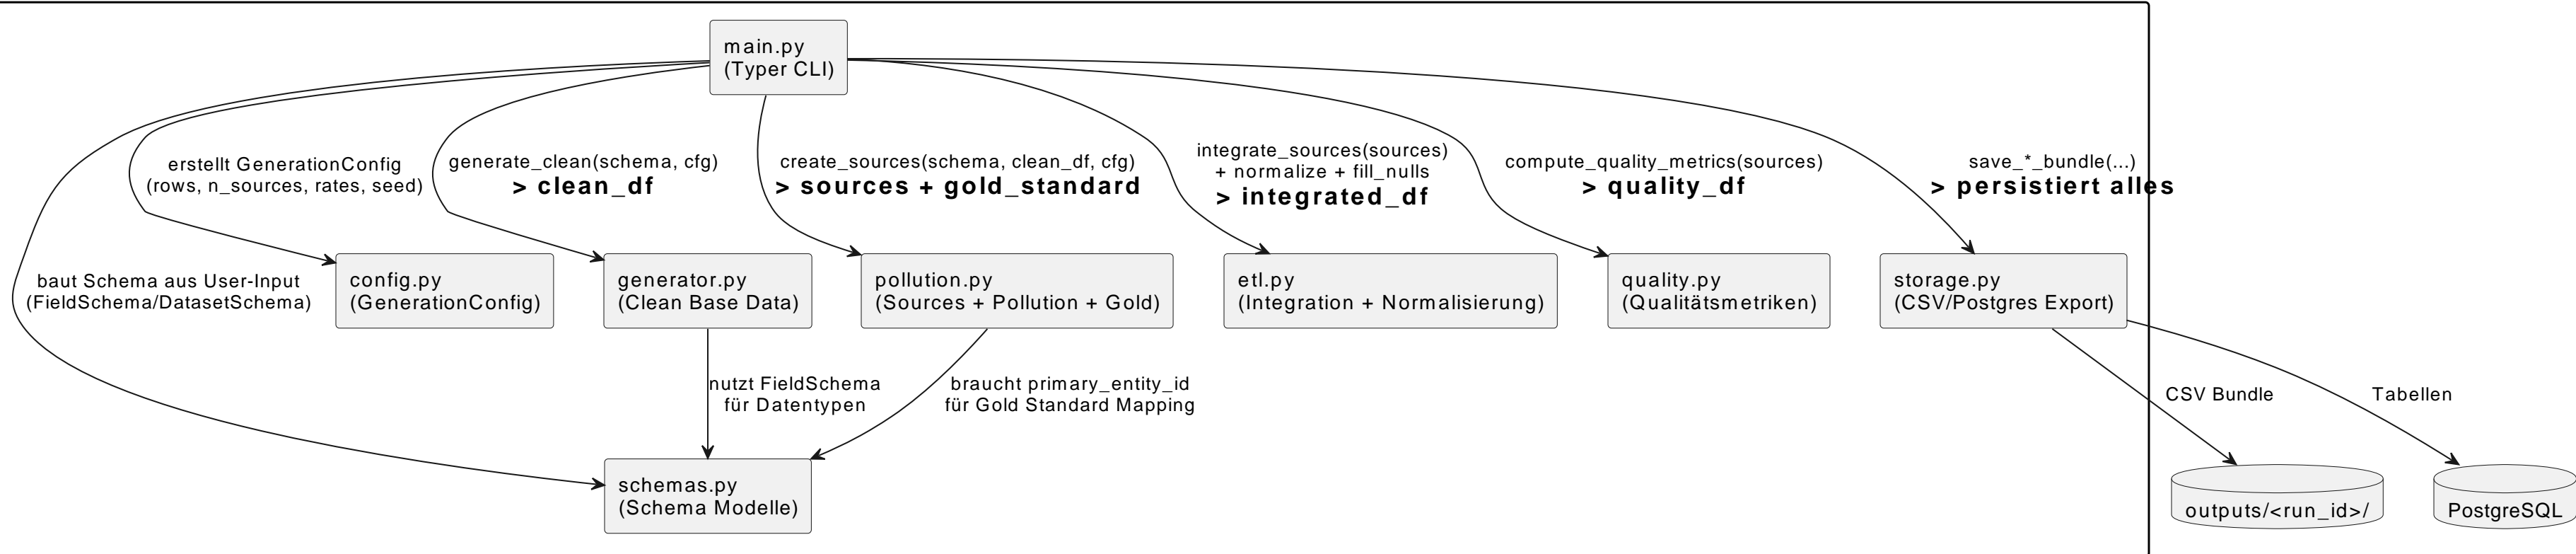 main.py
(Typer CLI)
erstellt GenerationConfig
(rows, n_sources, rates, seed)
generate_clean(schema, cfg)
> clean_df
create_sources(schema, clean_df, cfg)
> sources + gold_standard
integrate_sources(sources)
+ normalize + fill_nulls
> integrated_df
compute_quality_metrics(sources)
> quality_df
save_*_bundle(...)
> persistiert alles
baut Schema aus User-Input
(FieldSchema/DatasetSchema)
config.py
(GenerationConfig)
generator.py
(Clean Base Data)
pollution.py
(Sources + Pollution + Gold)
etl.py
(Integration + Normalisierung)
quality.py
(Qualitätsmetriken)
storage.py
(CSV/Postgres Export)
nutzt FieldSchema
für Datentypen
braucht primary_entity_id
für Gold Standard Mapping
CSV Bundle
Tabellen
schemas.py
(Schema Modelle)
outputs/<run_id>/
PostgreSQL